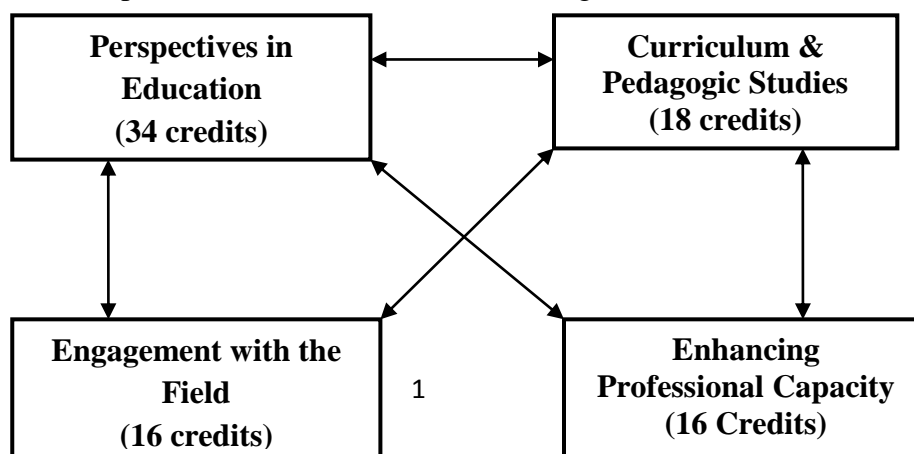 Perspectives in
Education
(34 credits)
Curriculum &
Pedagogic Studies
(18 credits)
Engagement with the
Field
(16 credits)
1
Enhancing
Professional Capacity
(16 Credits)